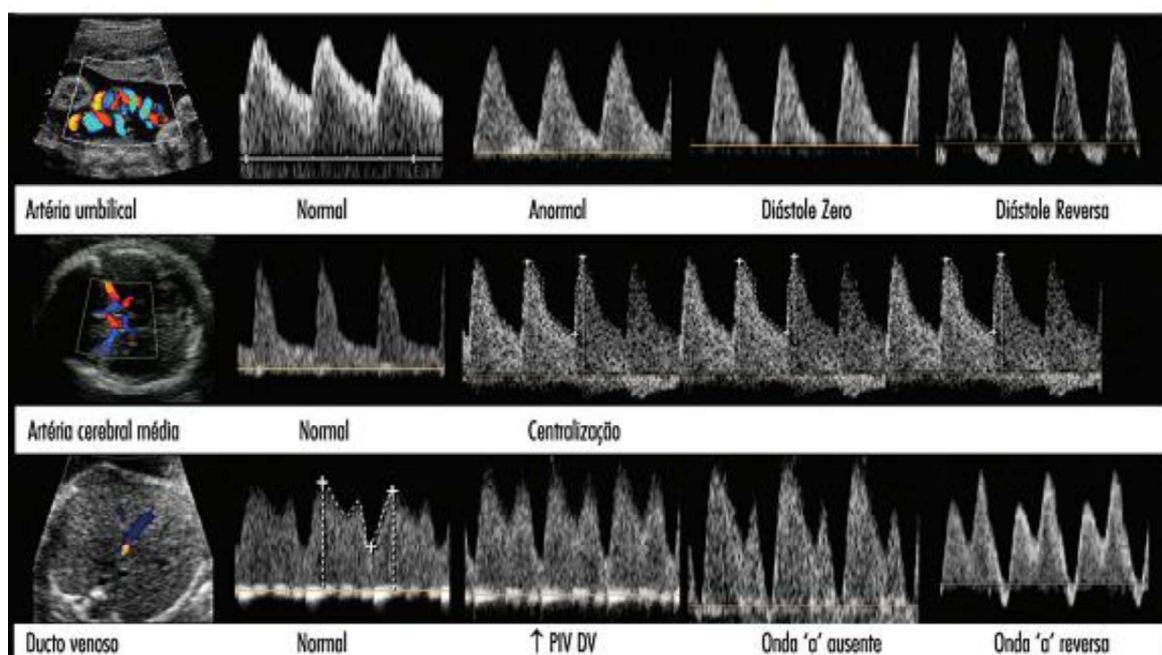 Artéria umbílical Normal Anormal Diástole Zero Diástole Reversa
Artéria cerebral média Normal Centralização
Ducto venoso Normal ↑ PIV DV Onda 'a' ausente Onda 'a' reversa